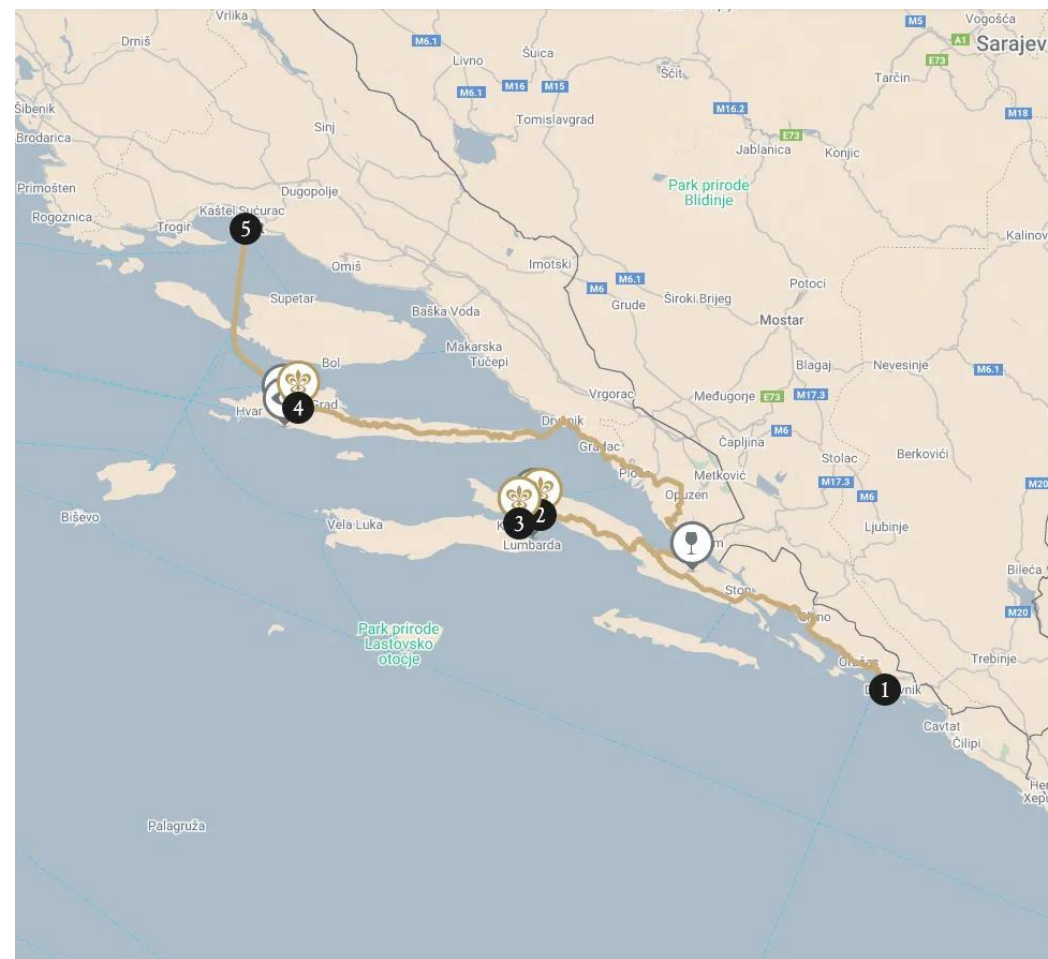 Vrlika
M5
Vogošća
Drniš
M6.1
A1
Sarajev
Livno
Šuica
E73
Šćit
Tarčin
M6.1
M16
M15
Šibenik
M16.2
M18
Tomislavgrad
Sinj
E73
Brodarica
Jablanica
Konjic
Primošten
Dugopolje
Park prirode
Blidinje
Kaštel Sućurac
Rogoznica
Trogir
5
Kalinov
Omiš
Imotski
M6.1
Potoci
M6
Supetar
Grude
Široki Brijeg
Baška Voda
Mostar
Makarska
Tučepi
Bol
Blagaj
Nevesinje
M6.1
Vrgorac
Međugorje
E73
M17.3
Hvar
4
Grad
M6
Čapljina
Gradac
Stolac
Berkovići
Metković
M17.3
M20
Opuzen
M6
Biševo
Vela Luka
3
2
Ljubinje
Lumbarda
Bileća
Ston
M20
Park prirode
Lastovsko
otočje
Trebinje
1
Cavtat
Čilipi
Palagruža